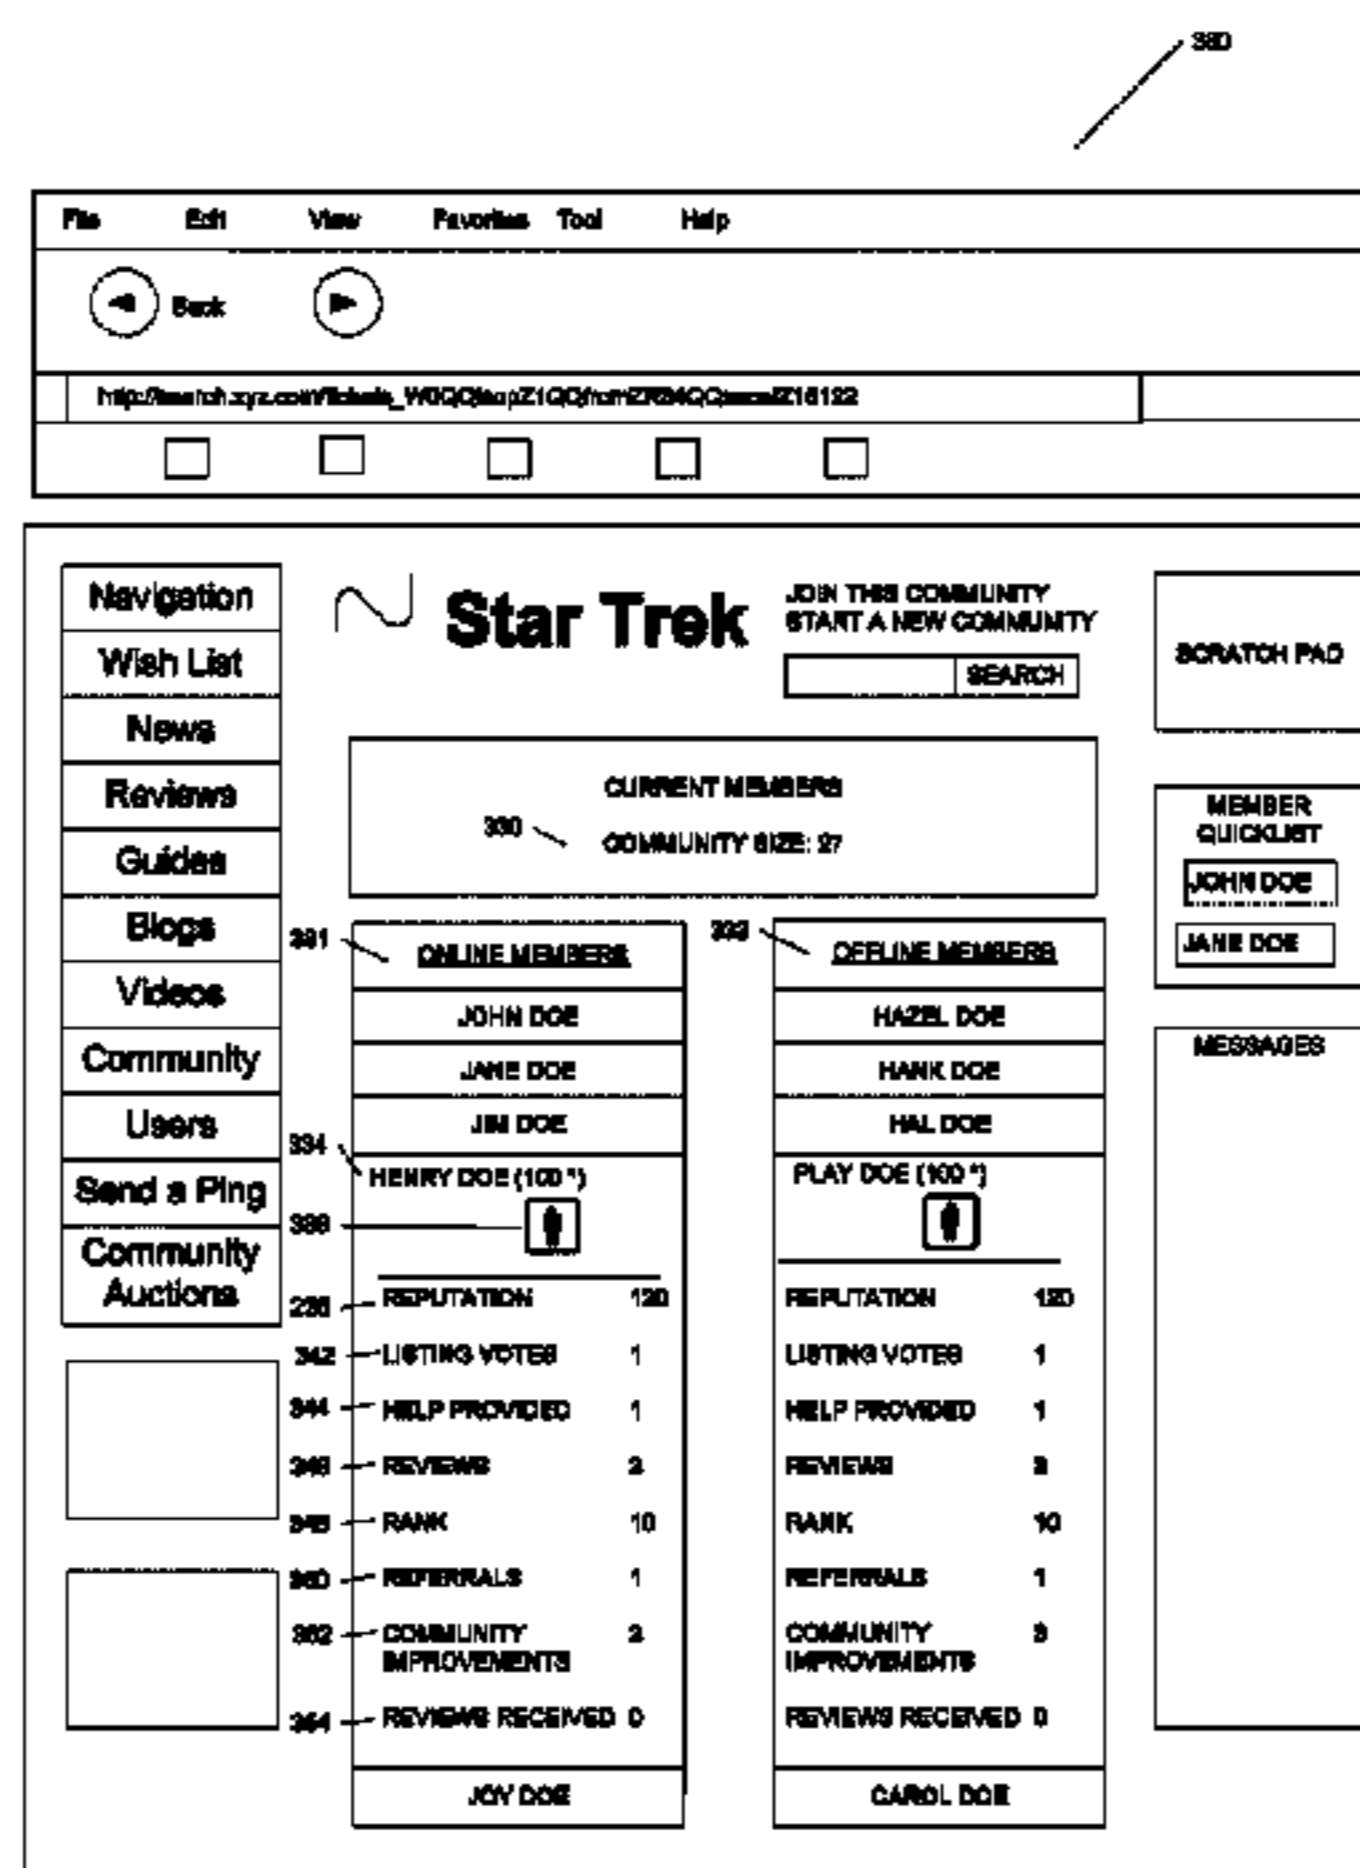 File Edit View Favorites Tool Help
Back
Navigation
Wish List
News
Reviews
Guides
Blogs
Videos
Community
Users
Send a Ping
Community
Auctions
Star Trek
JOIN THIS COMMUNITY
START A NEW COMMUNITY
SEARCH
CURRENT MEMBERS
330
COMMUNITY SIZE: 27
ONLINE MEMBERS
JOHN DOE
JANE DOE
JIM DOE
334
HENRY DOE (100 *)
REPUTATION 120
342 LISTING VOTES 1
344 HELP PROVIDED 1
REVIEWS
RANK 10
REFERRALS 1
COMMUNITY
IMPROVEMENTS
REVIEWS RECEIVED 0
JOY DOE
OFFLINE MEMBERS
HAZEL DOE
HANK DOE
HAL DOE
PLAY DOE (100 *)
REPUTATION 120
LISTING VOTES 1
HELP PROVIDED 1
REVIEWS
RANK 10
REFERRALS 1
COMMUNITY
IMPROVEMENTS
REVIEWS RECEIVED 0
CAROL DOE
SCRATCH PAD
MEMBER
QUICKLIST
JOHN DOE
JANE DOE
MESSAGES